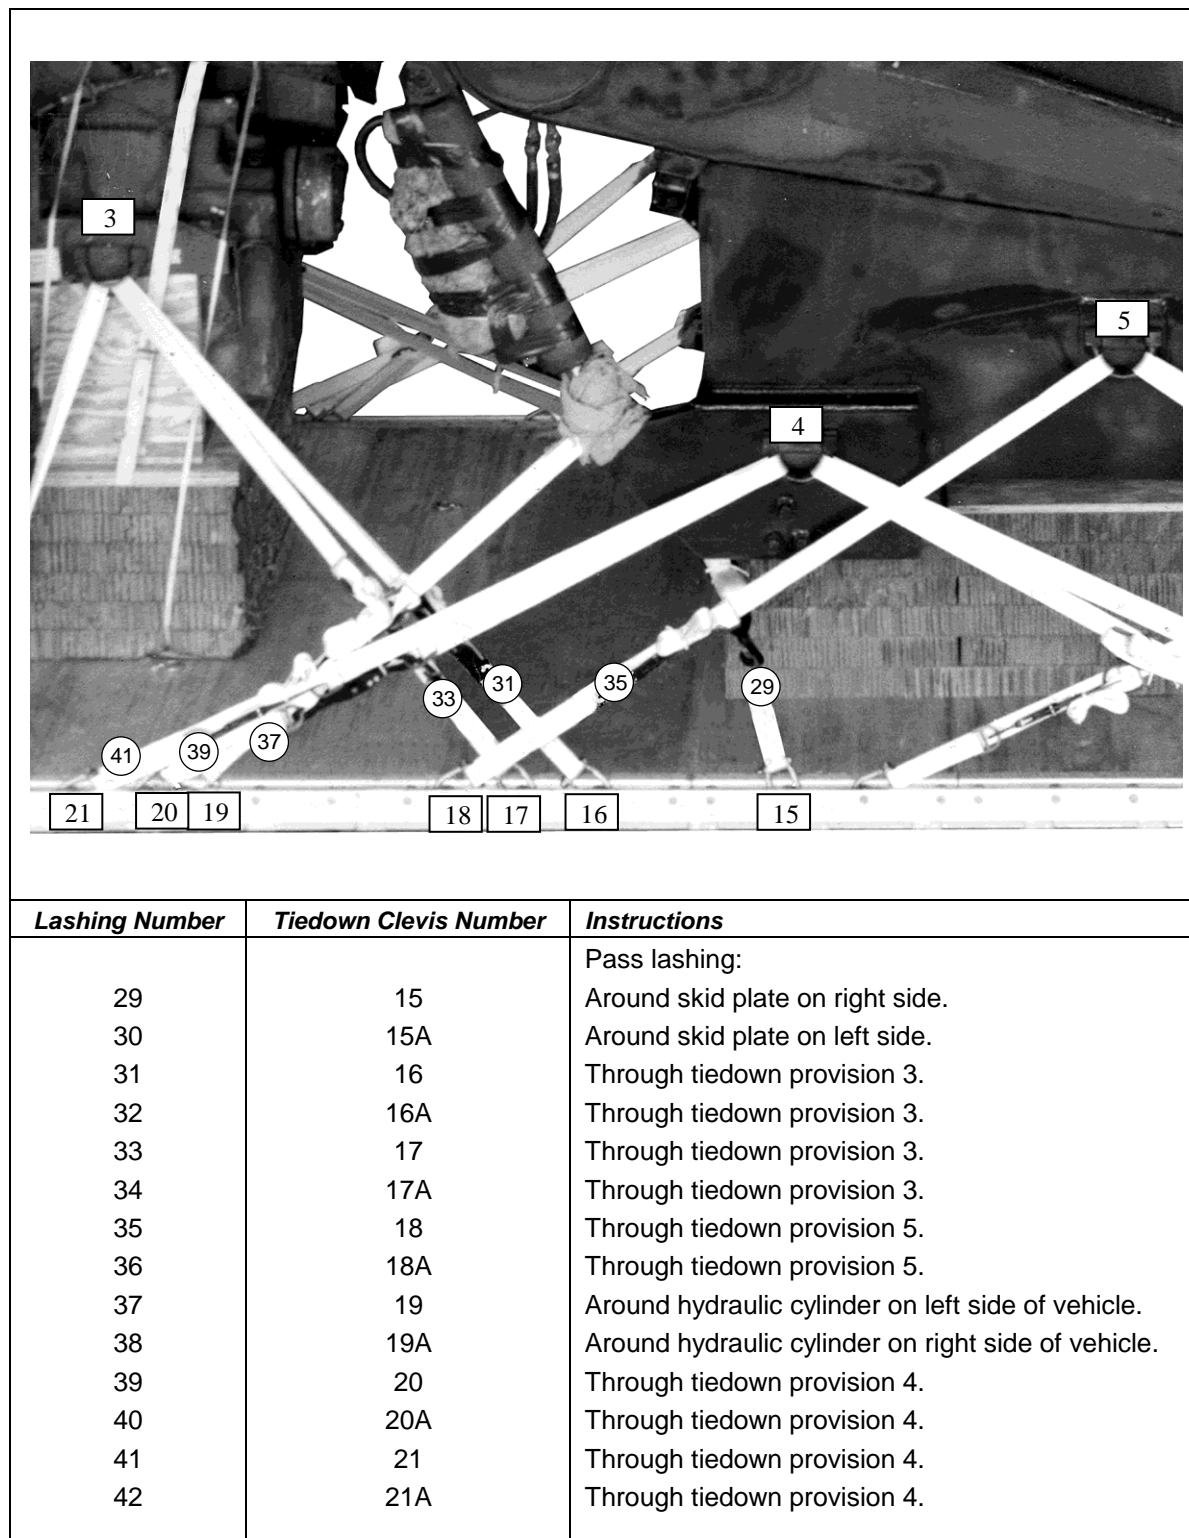 3
5
4
31
33
35
29
37
39
41
21
20
19
18
17
16
15
Lashing Number Tiedown Clevis Number Instructions
Pass lashing:
29 15 Around skid plate on right side.
30 15A Around skid plate on left side.
31 16 Through tiedown provision 3.
32 16A Through tiedown provision 3.
33 17 Through tiedown provision 3.
34 17A Through tiedown provision 3.
35 18 Through tiedown provision 5.
36 18A Through tiedown provision 5.
37 19 Around hydraulic cylinder on left side of vehicle.
38 19A Around hydraulic cylinder on right side of vehicle.
39 20 Through tiedown provision 4.
40 20A Through tiedown provision 4.
41 21 Through tiedown provision 4.
42 21A Through tiedown provision 4.